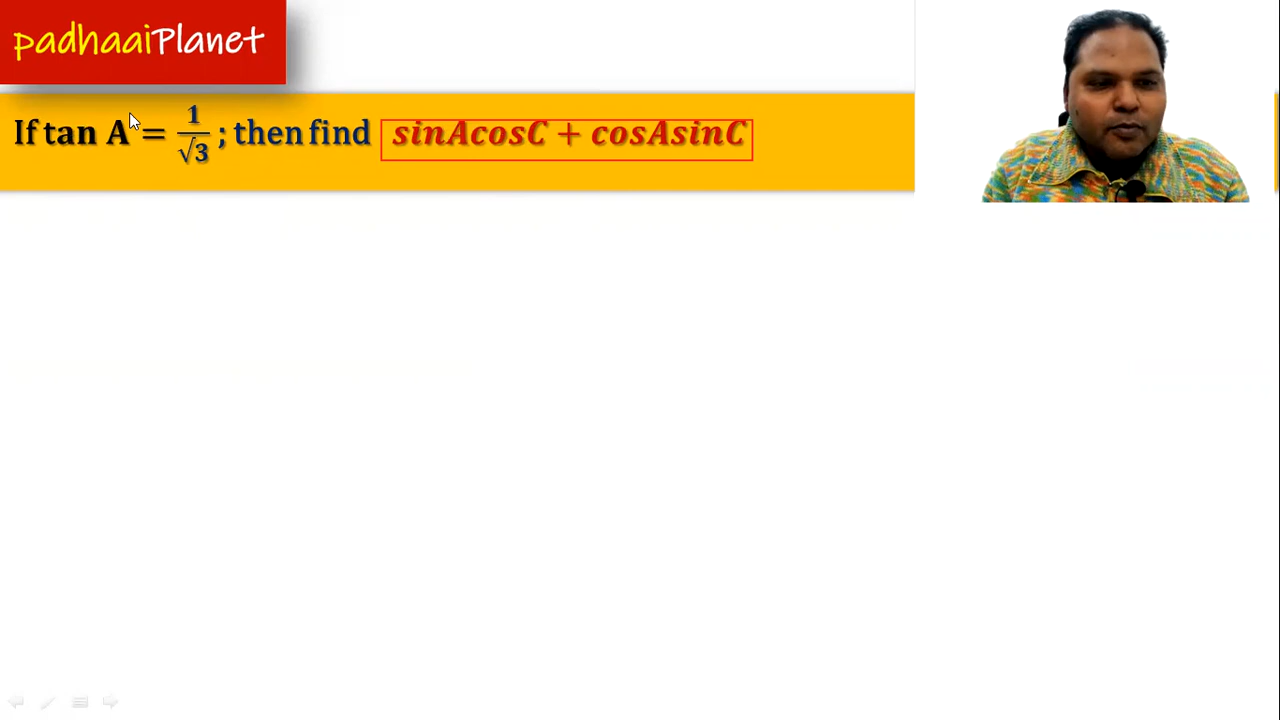 padhaaiPlanet
If tan A = 1/√3 ; then find sinAcosC + cosAsinC